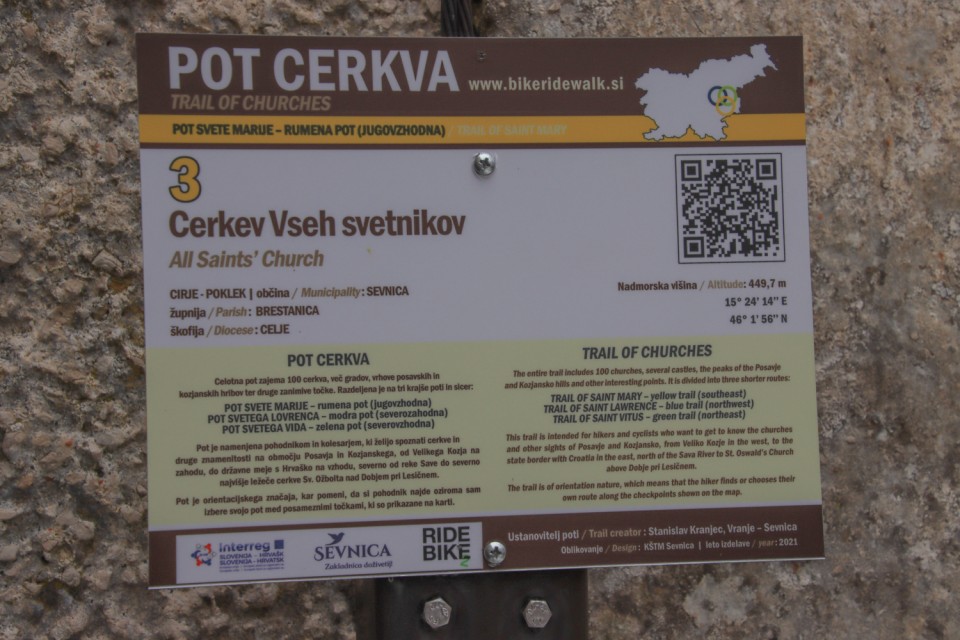 POT CERKVA www.bikeridewalk.si
TRAIL OF CHURCHES
POT SVETE MARIJE – RUMENA POT (JUGOVZHODNA) / TRAIL OF SAINT MARY
3
Cerkev Vseh svetnikov
All Saints' Church
CIRJE - POKLEK | občina / Municipality: SEVNICA
župnija / Parish: BRESTANICA
škofija / Diocese: CELJE
Nadmorska višina / Altitude: 449,7 m
15° 24' 14'' E
46° 1' 56'' N
POT CERKVA
Celotna pot zajema 100 cerkva, več gradov, vrhove posavskih in
kozjanskih hribov ter druge zanimive točke. Razdeljena je na tri krajše poti in sicer:
POT SVETE MARIJE – rumena pot (jugovzhodna)
POT SVETEGA LOVRENCA – modra pot (severozahodna)
POT SVETEGA VIDA – zelena pot (severovzhodna)
Pot je namenjena pohodnikom in kolesarjem, ki želijo spoznati cerkve in
druge znamenitosti na območju Posavja in Kozjanskega, od Velikega Kozja na
zahodu, do državne meje s Hrvaško na vzhodu, severno od reke Save do severno
najvišje ležeče cerkve Sv. Ožbolta nad Dobjem pri Lesičnem.
Pot je orientacijskega značaja, kar pomeni, da si pohodnik najde oziroma sam
izbere svojo pot med posameznimi točkami, ki so prikazane na karti.
TRAIL OF CHURCHES
The entire trail includes 100 churches, several castles, the peaks of the Posavje
and Kozjansko hills and other interesting points. It is divided into three shorter routes:
TRAIL OF SAINT MARY – yellow trail (southeast)
TRAIL OF SAINT LAWRENCE – blue trail (northwest)
TRAIL OF SAINT VITUS – green trail (northeast)
This trail is intended for hikers and cyclists who want to get to know the churches
and other sights of Posavje and Kozjansko, from Veliko Kozje in the west, to the
state border with Croatia in the east, north of the Sava River to St. Oswald's Church
above Dobje pri Lesičnem.
The trail is of orientation nature, which means that the biker finds or chooses their
own route along the checkpoints shown on the map.
Interreg
SLOVENIJA - HRVAŠKA
SLOVENIJA - HRVATSKA
SEVNICA
Zakladnica doživetij
RIDE
BIKE
Ustanovitelj poti / Trail creator: Stanislav Kranjec, Vranje – Sevnica
Oblikovanje / Design: KŠTM Sevnica | leto izdelave / year: 2021